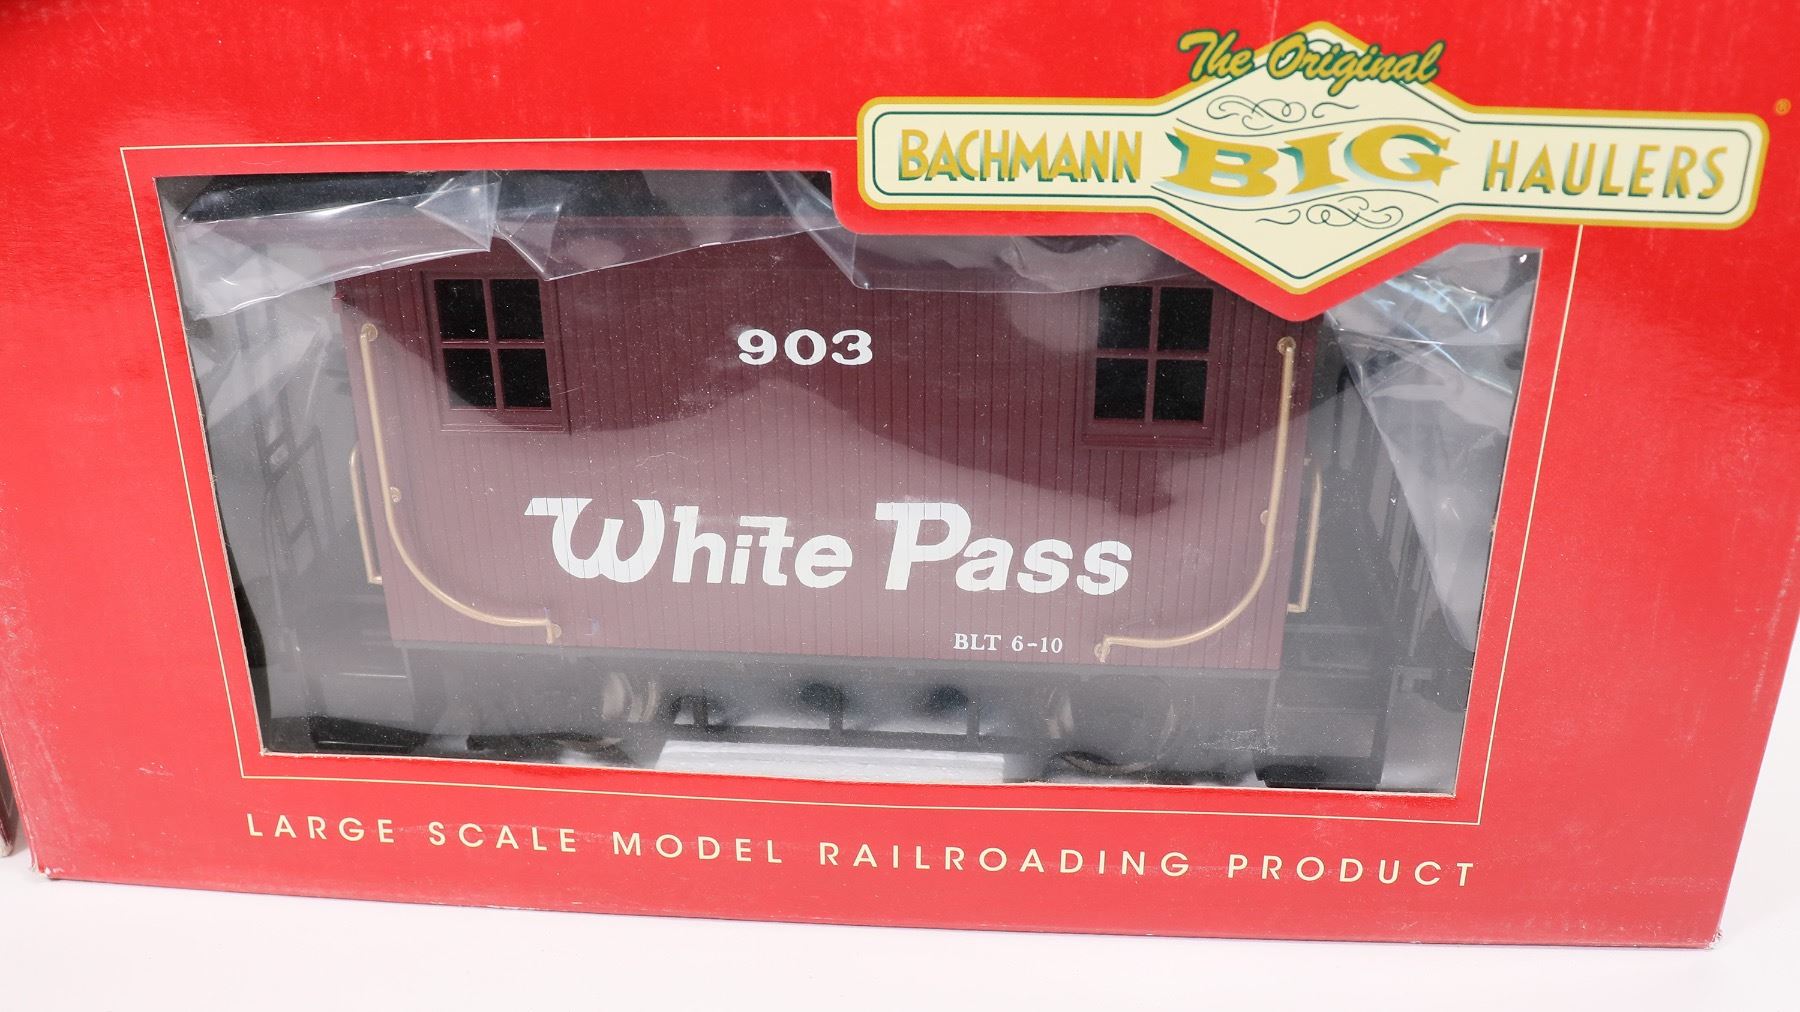 The Original
BACHMANN BIG HAULERS ®
903
White Pass
BLT 6-10
LARGE SCALE MODEL RAILROADING PRODUCT